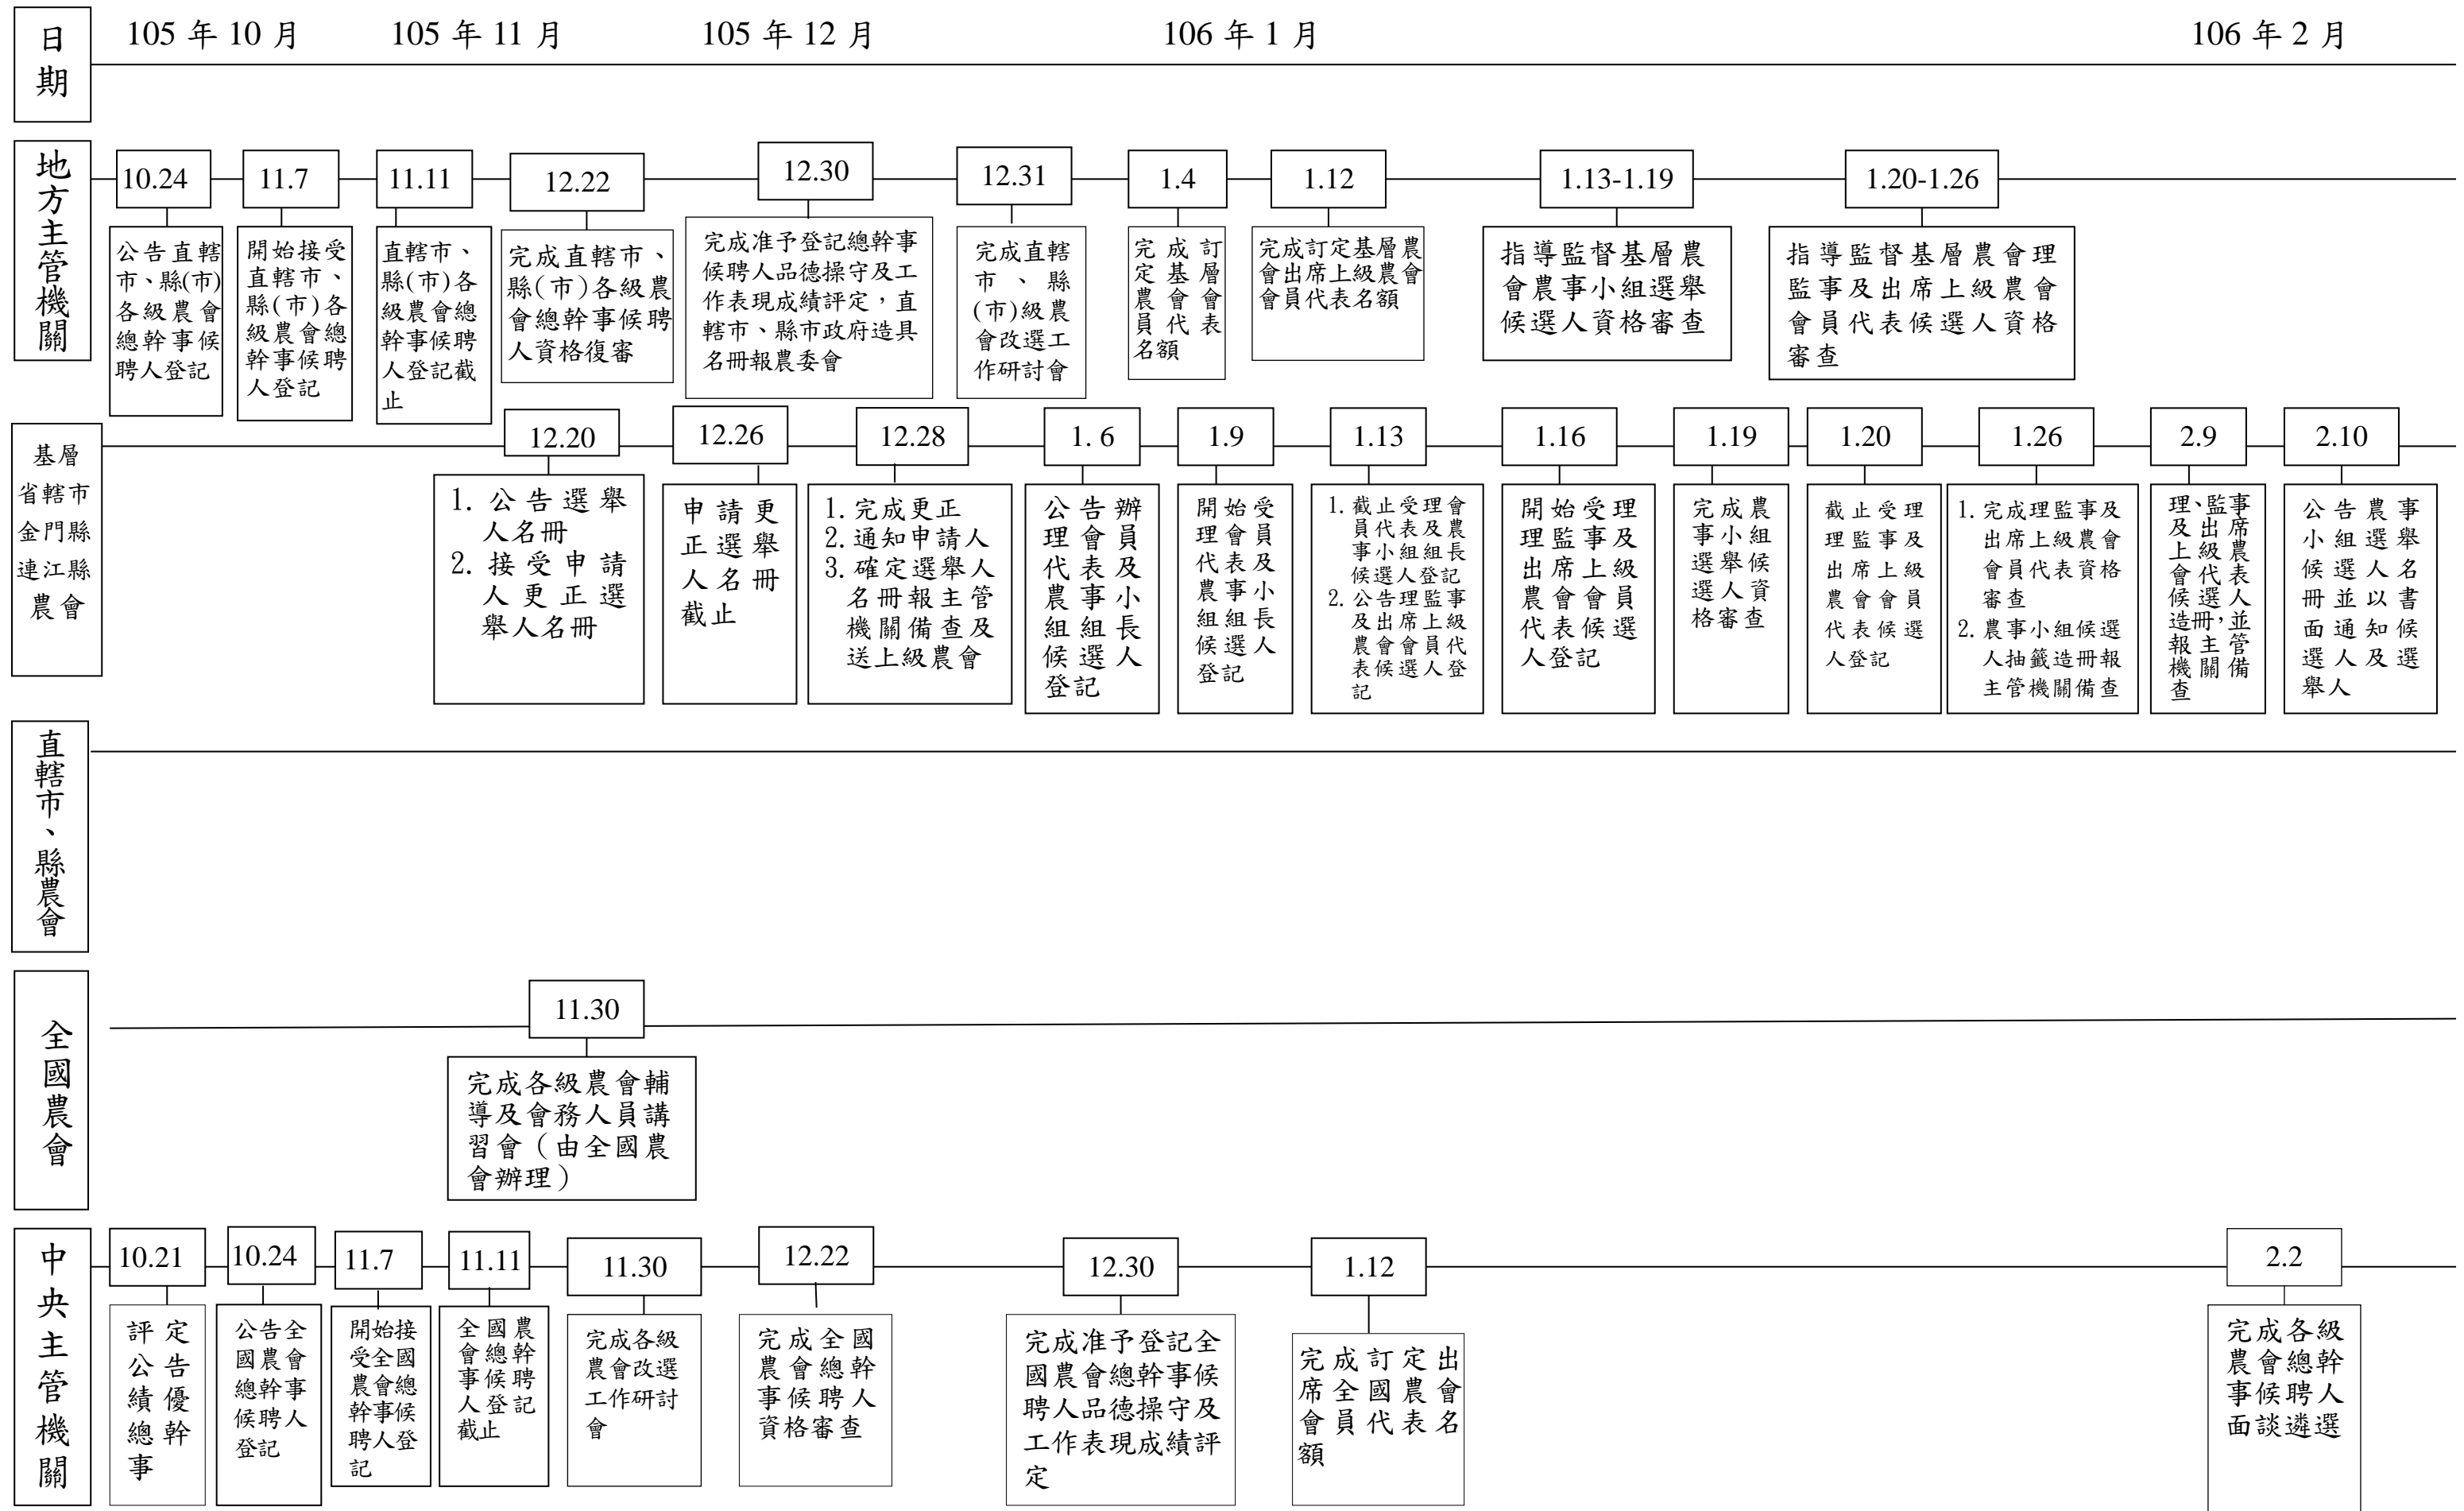 日
期
105 年 10 月
105 年 11 月
105 年 12 月
106 年 1 月
106 年 2 月
地
方
主
管
機
關
10.24
公告直轄
市、縣(市)
各級農會
總幹事候
聘人登記
11.7
開始接受
直轄市、
縣(市)各
級農會總
幹事候聘
人登記
11.11
直轄市、
縣(市)各
級農會總
幹事候聘
人登記截
止
12.22
完成直轄市、
縣(市)各級農
會總幹事候聘
人資格復審
12.30
完成准予登記總幹事
候聘人品德操守及工
作表現成績評定，直
轄市、縣市政府造具
名冊報農委會
12.31
完成直轄
市、縣
(市)級農
會改選工
作研討會
1.4
完成訂
定基層
農會會
員代表
名額
1.12
完成訂定基層農
會出席上級農會
會員代表名額
1.13-1.19
指導監督基層農
會農事小組選舉
候選人資格審查
1.20-1.26
指導監督基層農會理
監事及出席上級農會
會員代表候選人資格
審查
基層
省轄市
金門縣
連江縣
農會
12.20
1. 公告選舉
人名冊
2. 接受申請
人更正選
舉人名冊
12.26
申請更
正選舉
人名冊
截止
12.28
1. 完成更正
2. 通知申請人
3. 確定選舉人
名冊報主管
機關備查及
送上級農會
1. 6
公告辦
理會員
代表及
農事小
組組長
候選人
登記
1.9
開始受
理會員
代表及
農事小
組組長
候選人
登記
1.13
1. 截止受理會
員代表及農
事小組組長
候選人登記
2. 公告理監事
及出席上級
農會會員代
表候選人登
記
1.16
開始受理
理監事及
出席上級
農會會員
代表候選
人登記
1.19
完成農
事小組
選舉候
選人資
格審查
1.20
截止受理
理監事及
出席上級
農會會員
代表候選
人登記
1.26
1. 完成理監事及
出席上級農會
會員代表資格
審查
2. 農事小組候選
人抽籤造冊報
主管機關備查
2.9
理、監事
及出席
上級農
會代表
候選人
造冊，並
報主管
機關備
查
2.10
公告農事
小組選舉
候選人名
冊並以書
面通知候
選人及選
舉人
直
轄
市
、
縣
農
會
全
國
農
會
11.30
完成各級農會輔
導及會務人員講
習會（由全國農
會辦理）
中
央
主
管
機
關
10.21
評定
公告
績優
總幹
事
10.24
公告全
國農會
總幹事
候聘人
登記
11.7
開始接
受全國
農會總
幹事候
聘人登
記
11.11
全國農
會總幹
事候聘
人登記
截止
11.30
完成各級
農會改選
工作研討
會
12.22
完成全國
農會總幹
事候聘人
資格審查
12.30
完成准予登記全
國農會總幹事候
聘人品德操守及
工作表現成績評
定
1.12
完成訂定出
席全國農會
會員代表名
額
2.2
完成各級
農會總幹
事候聘人
面談遴選